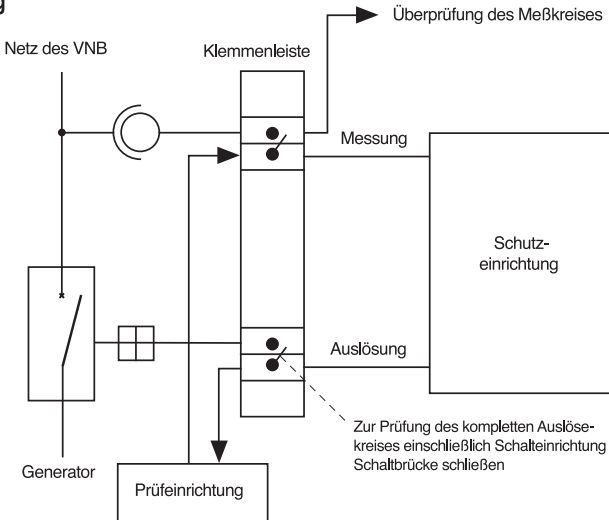 g
Überprüfung des Meßkreises
Netz des VNB
Klemmenleiste
Messung
Schutz-
einrichtung
Auslösung
Zur Prüfung des kompletten Auslöse-
kreises einschließlich Schalteinrichtung
Schaltbrücke schließen
Generator
Prüfeinrichtung